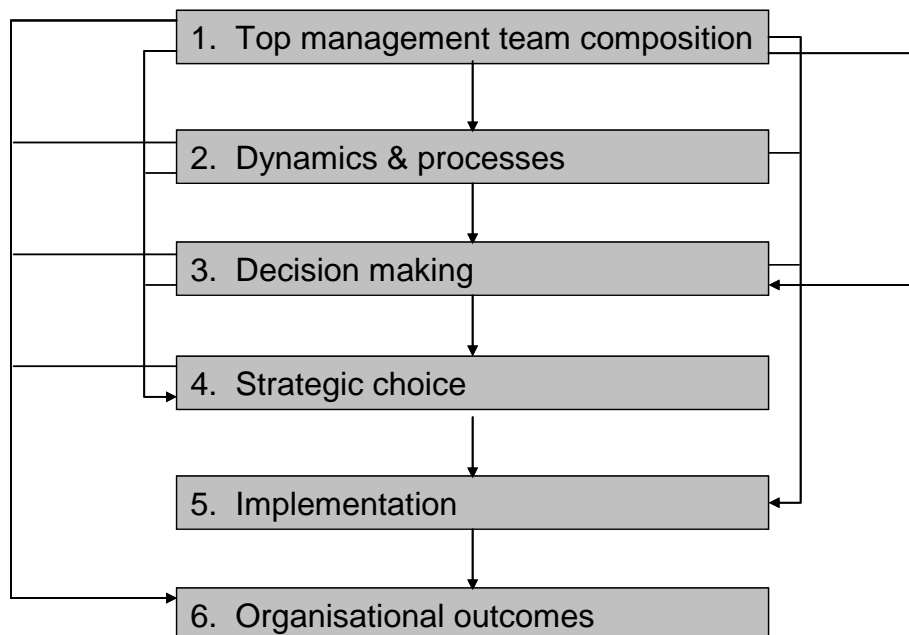 1. Top management team composition
2. Dynamics & processes
3. Decision making
4. Strategic choice
5. Implementation
6. Organisational outcomes